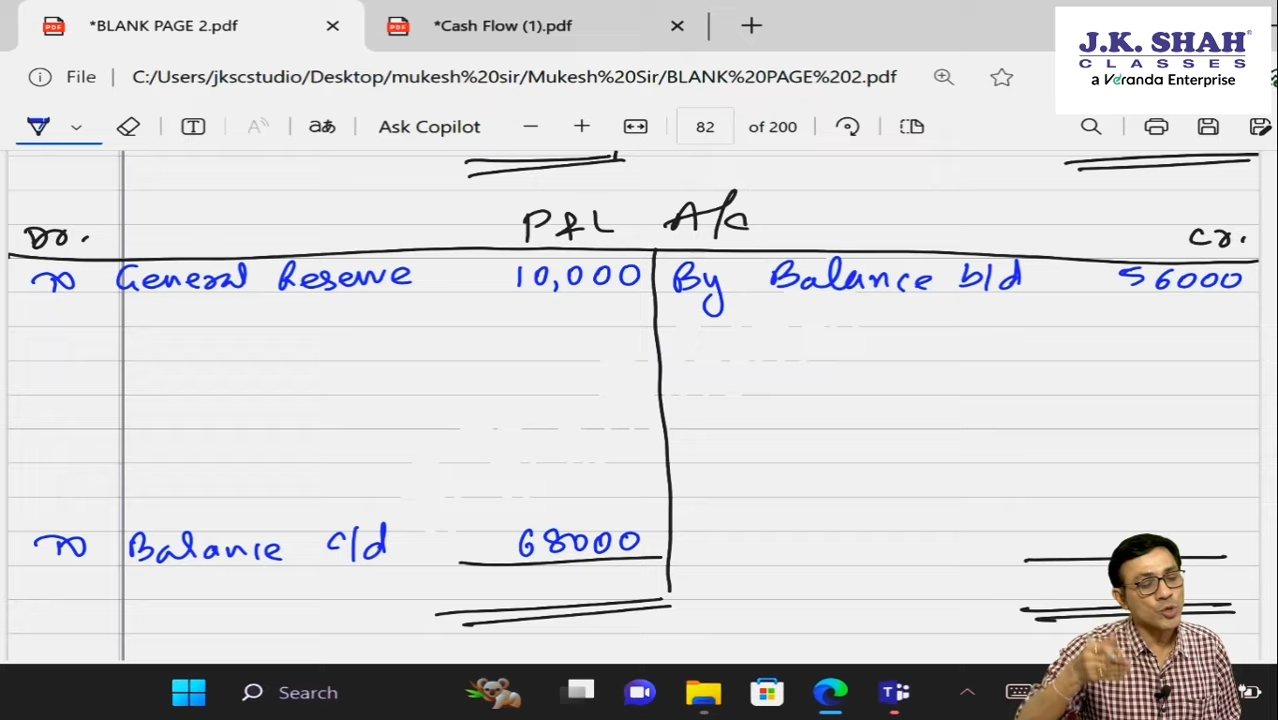 *BLANK PAGE 2.pdf
*Cash Flow (1).pdf
J.K. SHAH
CLASSES
a Veranda Enterprise
File C:/Users/jkscstudio/Desktop/mukesh%20sir/Mukesh%20Sir/BLANK%20PAGE%202.pdf
Ask Copilot 82 of 200
P&L A/c
Dr. Cr.
To General Reserve 10,000 By Balance b/d 56000
To Balance c/d 68000
Search